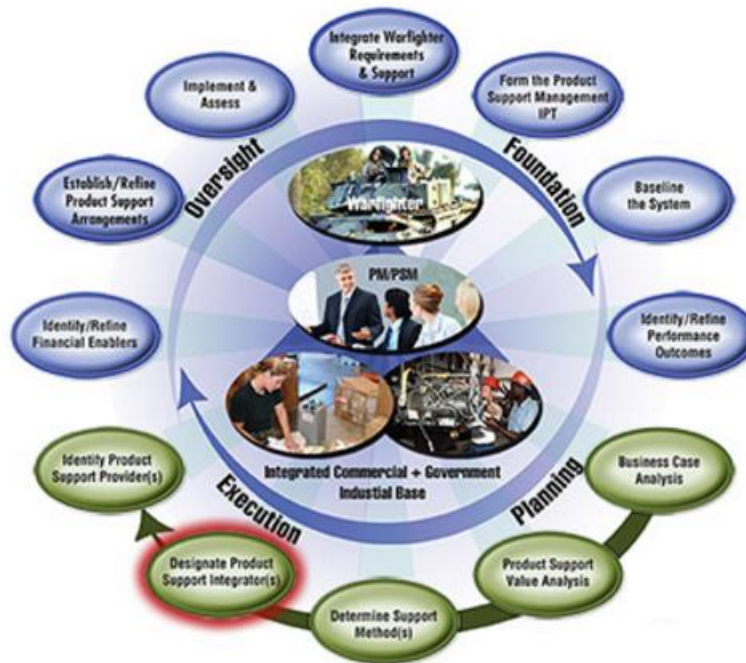 Integrate Warfighter
Requirements
& Support
Form the Product
Support Management
IPT
Baseline
the System
Identify/Refine
Performance
Outcomes
Business Case
Analysis
Product Support
Value Analysis
Determine Support
Method(s)
Designate Product
Support Integrator(s)
Identify Product
Support Provider(s)
Identify/Refine
Financial Enablers
Establish/Refine
Product Support
Arrangements
Implement &
Assess
Oversight
Foundation
Planning
Execution
Warfighter
PM/PSM
Integrated Commercial + Government
Industial Base